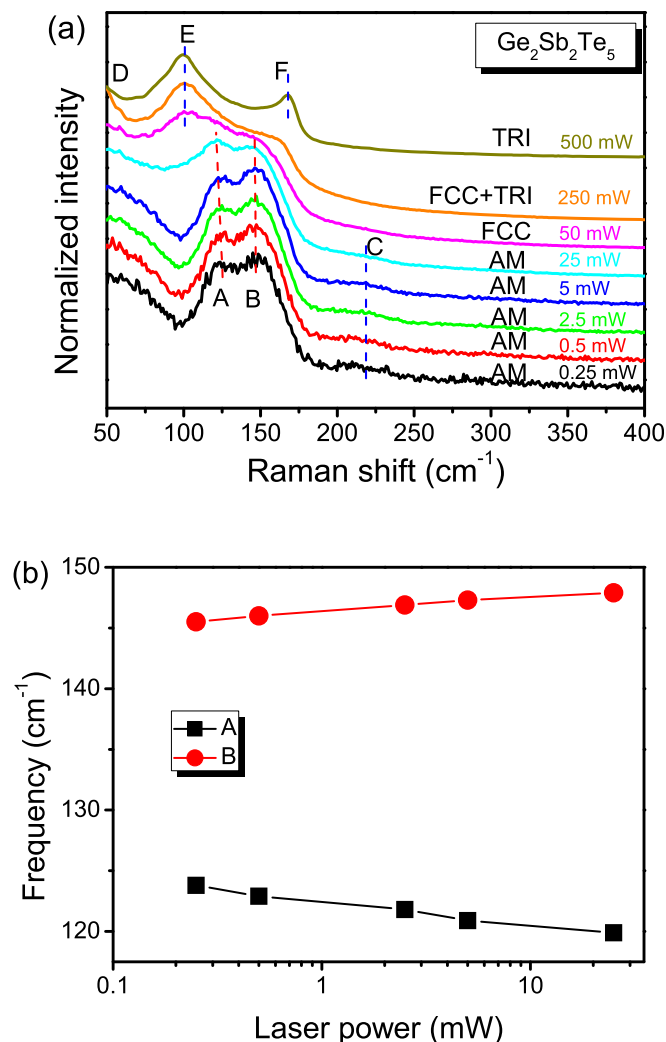 (a)
Ge₂Sb₂Te₅
D
E
F
TRI 500 mW
FCC+TRI 250 mW
FCC 50 mW
C
AM 25 mW
AM 5 mW
A B
AM 2.5 mW
AM 0.5 mW
AM 0.25 mW
Normalized intensity
50 100 150 200 250 300 350 400
Raman shift (cm⁻¹)
(b)
150
140
130
120
Frequency (cm⁻¹)
A
B
0.1 1 10
Laser power (mW)